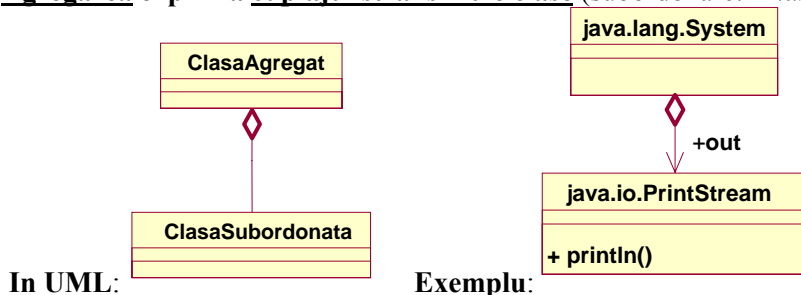 java.lang.System
ClasaAgregat
+out
java.io.PrintStream
ClasaSubordonata
+ println()
In UML: Exemplu: